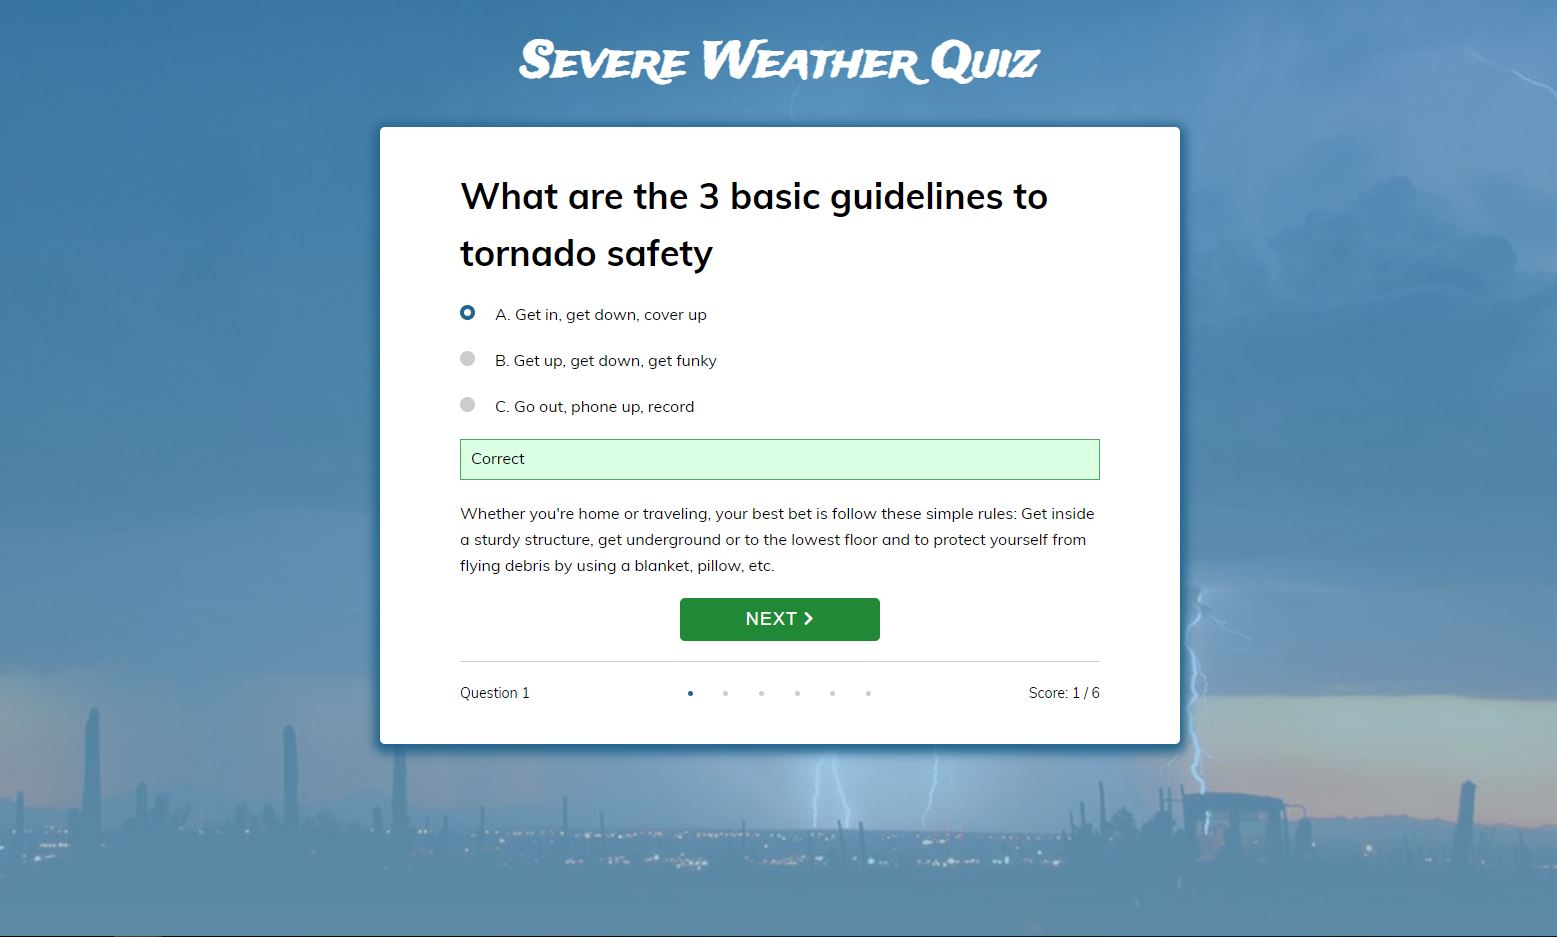 Severe Weather Quiz
What are the 3 basic guidelines to
tornado safety
A. Get in, get down, cover up
B. Get up, get down, get funky
C. Go out, phone up, record
Correct
Whether you're home or traveling, your best bet is follow these simple rules: Get inside
a sturdy structure, get underground or to the lowest floor and to protect yourself from
flying debris by using a blanket, pillow, etc.
NEXT
Question 1
Score: 1 / 6